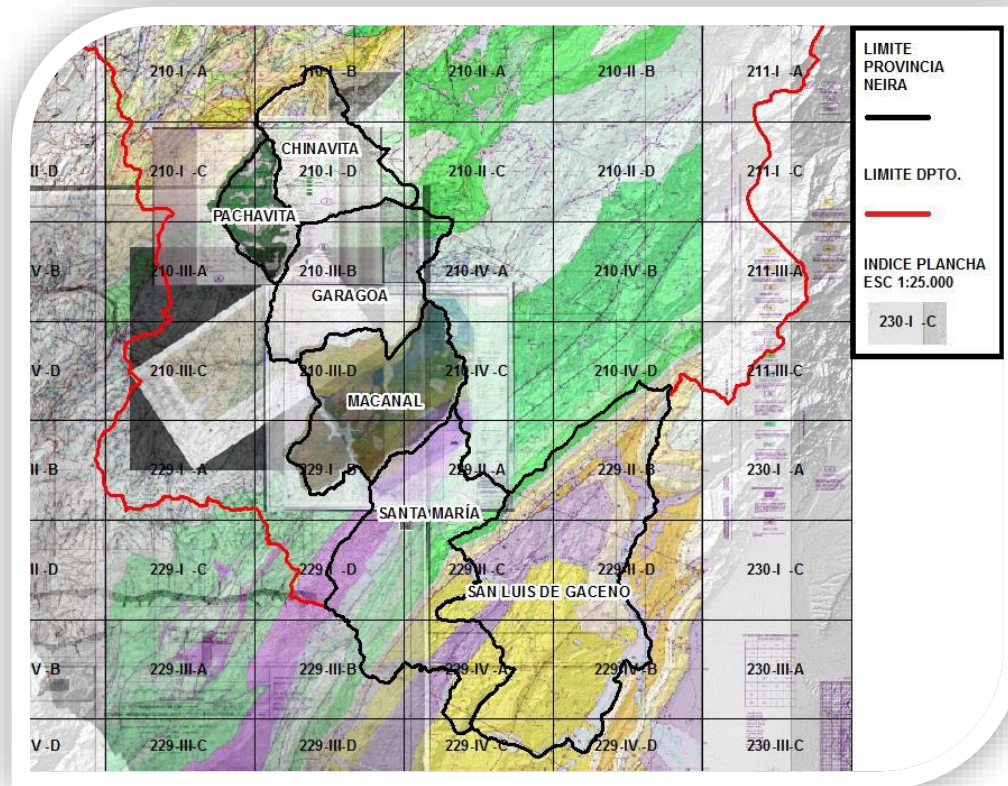 210-I -A
210-I -B
210-II -A
210-II -B
211-I -A
CHINAVITA
II-D
210-I -C
210-I -D
210-II -C
210-II -D
211-I -C
PACHAVITA
V-B
210-III-A
210-III-B
210-IV -A
210-IV -B
211-III-A
GARAGOA
V-D
210-III-C
210-III-D
210-IV -C
210-IV -D
211-III-C
MACANAL
II-B
229-I -A
229-I -B
229-II -A
229-II -B
230-I -A
SANTA MARÍA
II-D
229-I -C
229-I -D
229-II -C
229-II -D
230-I -C
SAN LUIS DE GACENO
V-B
229-III-A
229-III-B
229-IV -A
229-IV -B
230-III-A
V-D
229-III-C
229-III-D
229-IV -C
229-IV -D
230-III-C
LIMITE
PROVINCIA
NEIRA
LIMITE DPTO.
INDICE PLANCHA
ESC 1:25.000
230-I -C